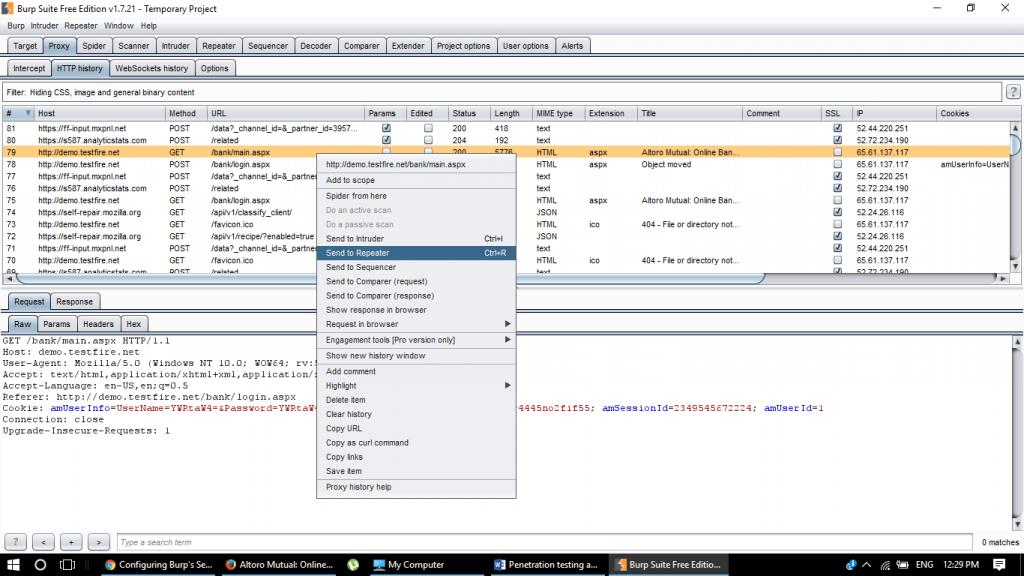 Burp Suite Free Edition v1.7.21 - Temporary Project
Burp Intruder Repeater Window Help
Target Proxy Spider Scanner Intruder Repeater Sequencer Decoder Comparer Extender Project options User options Alerts
Intercept HTTP history WebSockets history Options
Filter: Hiding CSS, image and general binary content ?
# Host Method URL Params Edited Status Length MIME type Extension Title Comment SSL IP Cookies
81 https://ff-input.mxpnl.net POST /data?_channel_id=&_partner_id=3957... 200 418 text 52.44.220.251
80 https://s587.analyticstats.com POST /related 204 192 text 52.72.234.190
79 http://demo.testfire.net GET /bank/main.aspx 200 5776 HTML aspx Altoro Mutual: Online Ban... 65.61.137.117
78 http://demo.testfire.net POST /bank/login.aspx HTML aspx Object moved 65.61.137.117 amUserInfo=UserN
77 https://ff-input.mxpnl.net POST /data?_channel_id=&_partner text 52.44.220.251
76 https://s587.analyticstats.com POST /related text 52.72.234.190
75 http://demo.testfire.net GET /bank/login.aspx HTML aspx Altoro Mutual: Online Ban... 65.61.137.117
74 https://self-repair.mozilla.org GET /api/v1/classify_client/ JSON 52.24.26.116
73 http://demo.testfire.net GET /favicon.ico HTML ico 404 - File or directory not... 65.61.137.117
72 https://self-repair.mozilla.org GET /api/v1/recipe/?enabled=true JSON 52.24.26.116
71 https://ff-input.mxpnl.net POST /data?_channel_id=&_partner text 52.44.220.251
70 http://demo.testfire.net GET /favicon.ico HTML ico 404 - File or directory not... 65.61.137.117
69 https://s587.analyticstats.com POST /related text 52.72.234.190
http://demo.testfire.net/bank/main.aspx
Add to scope
Spider from here
Do an active scan
Do a passive scan
Send to Intruder Ctrl+I
Send to Repeater Ctrl+R
Send to Sequencer
Send to Comparer (request)
Send to Comparer (response)
Show response in browser
Request in browser
Engagement tools [Pro version only]
Show new history window
Add comment
Highlight
Delete item
Clear history
Copy URL
Copy as curl command
Copy links
Save item
Proxy history help
Request Response
Raw Params Headers Hex
GET /bank/main.aspx HTTP/1.1
Host: demo.testfire.net
User-Agent: Mozilla/5.0 (Windows NT 10.0; WOW64; rv:
Accept: text/html,application/xhtml+xml,application/
Accept-Language: en-US,en;q=0.5
Referer: http://demo.testfire.net/bank/login.aspx
Cookie: amUserInfo=UserName=YWRtaW4=&Password=YWRtaW 4445no2fif55; amSessionId=2349545672224; amUserId=1
Connection: close
Upgrade-Insecure-Requests: 1
? < + > Type a search term 0 matches
Configuring Burp's Se... Altoro Mutual: Online... My Computer Penetration testing a... Burp Suite Free Editio... ENG 12:29 PM